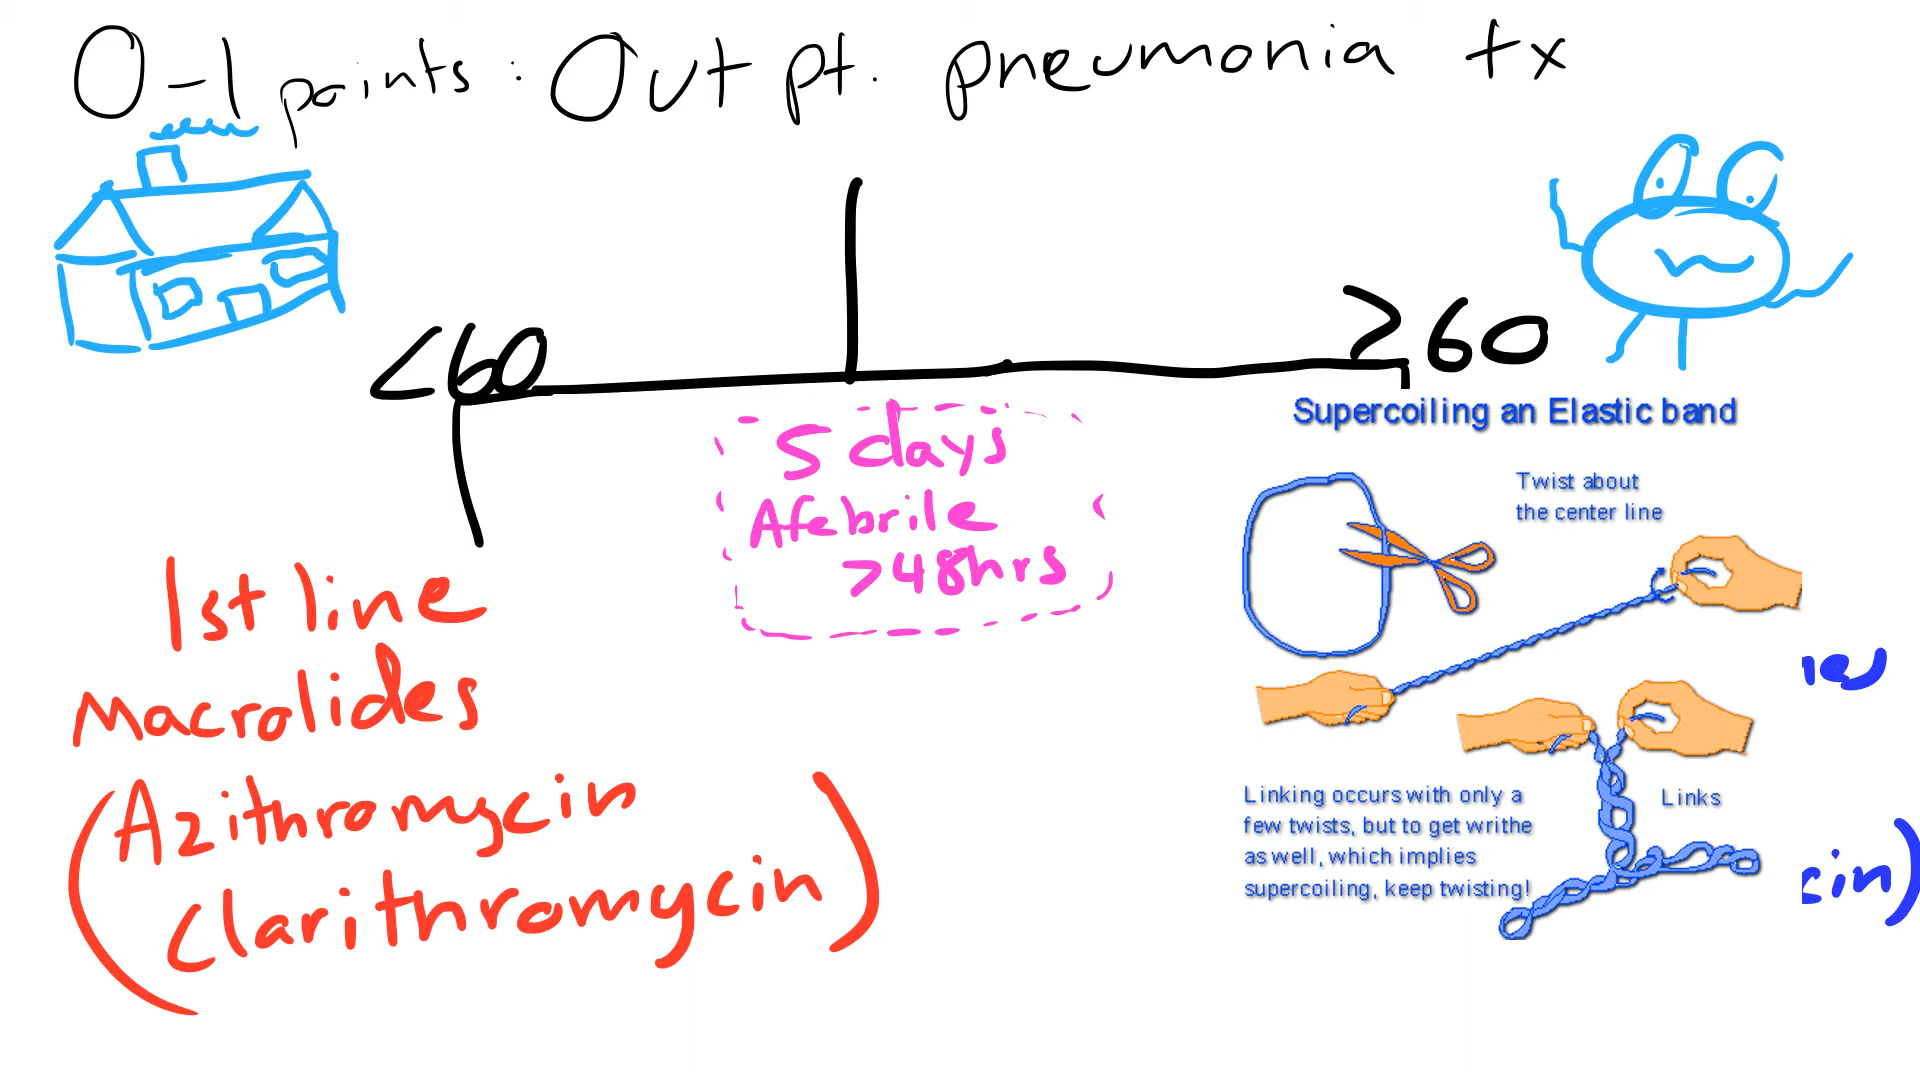 0-1 points: Out pt. pneumonia tx
<60
≥60
5 days
Afebrile
>48hrs
1st line
Macrolides
(Azithromycin
Clarithromycin)
Supercoiling an Elastic band
Twist about
the center line
Linking occurs with only a
few twists, but to get writhe
as well, which implies
supercoiling, keep twisting!
Links
cin)